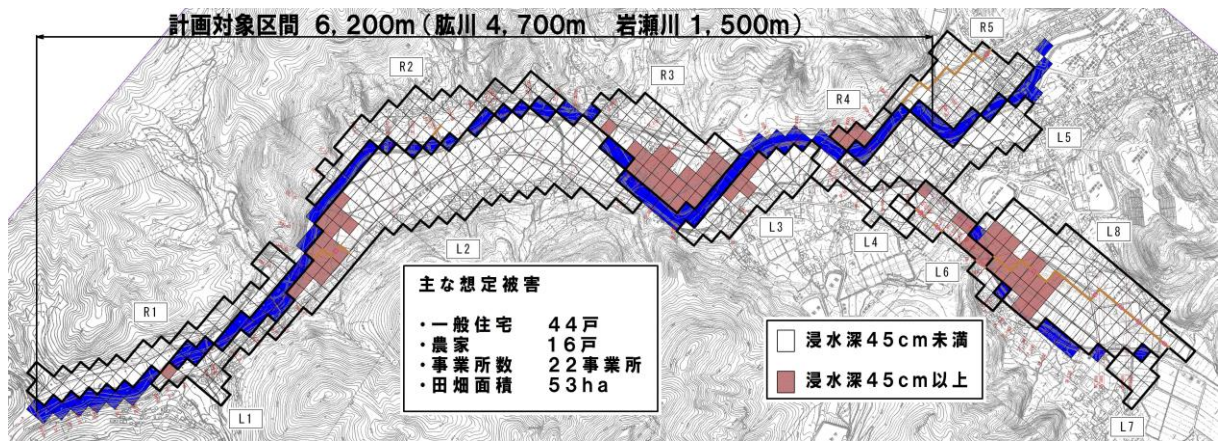 計画対象区間 6,200m(肱川 4,700m 岩瀬川 1,500m)
R5
R2
R3
R4
L5
L8
L3
L4
L2
L6
R1
主な想定被害
・一般住宅 44戸
・農家 16戸
・事業所数 22事業所
・田畑面積 53ha
浸水深45cm未満
浸水深45cm以上
L1
L7